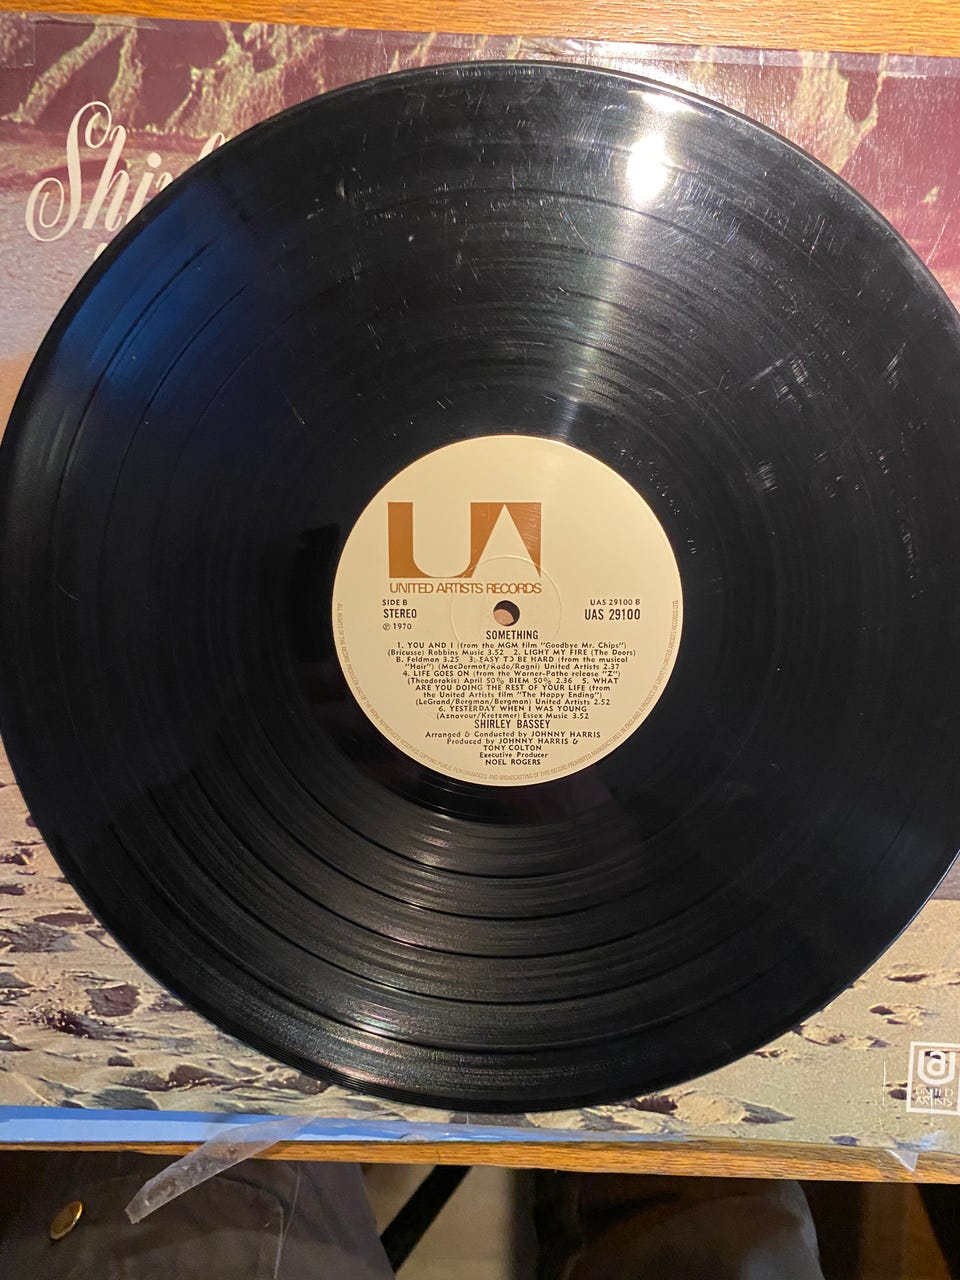 Shi
UA
UNITED ARTISTS RECORDS
SIDE B
STEREO
℗ 1970
UAS 29100 B
UAS 29100
SOMETHING
1. YOU AND I (from the MGM film "Goodbye Mr. Chips")
(Bricusse) Robbins Music 3.52 2. LIGHT MY FIRE (The Doors)
B. Feldman 3.25 3. EASY TO BE HARD (from the musical
"Hair") (MacDermot/Rado/Ragni) United Artists 2.37
4. LIFE GOES ON (from the Warner-Pathe release "Z")
(Theodorakis) April 50% BIEM 50% 2.36 5. WHAT
ARE YOU DOING THE REST OF YOUR LIFE (from
the United Artists film "The Happy Ending")
(LeGrand/Bergman/Bergman) United Artists 2.52
6. YESTERDAY WHEN I WAS YOUNG
(Aznavour/Kretzmer) Essex Music 3.52
SHIRLEY BASSEY
Arranged & Conducted by JOHNNY HARRIS
Produced by JOHNNY HARRIS &
TONY COLTON
Executive Producer
NOEL ROGERS
UNITED
ARTISTS